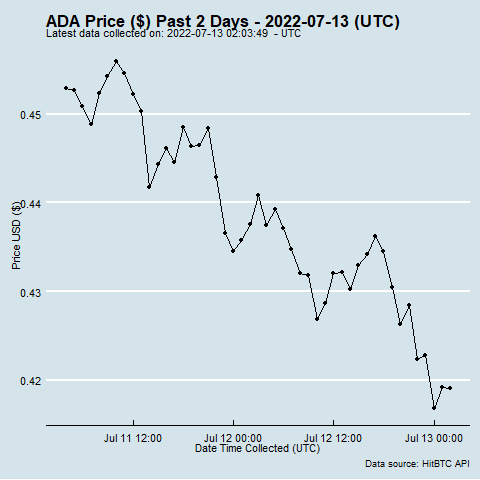 ADA Price ($) Past 2 Days - 2022-07-13 (UTC)
Latest data collected on: 2022-07-13 02:03:49 - UTC
Price USD ($)
0.45
0.44
0.43
0.42
Jul 11 12:00
Jul 12 00:00
Jul 12 12:00
Jul 13 00:00
Date Time Collected (UTC)
Data source: HitBTC API